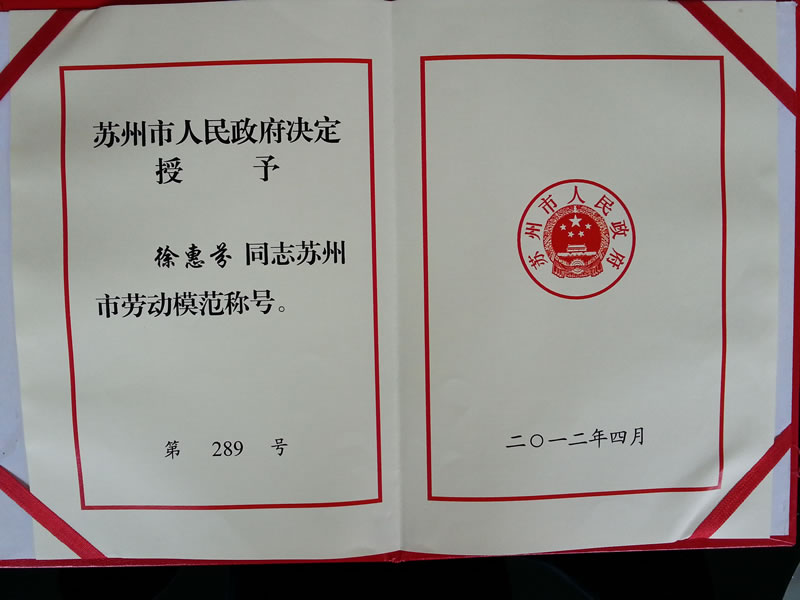 苏州市人民政府决定
授 予
徐惠芬 同志苏州
市劳动模范称号。
第 289 号
苏州市人民政府
二〇一二年四月